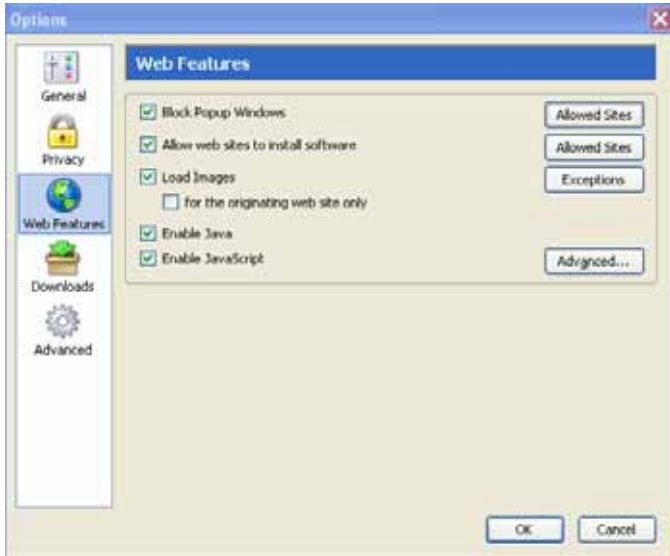 Options
General
Privacy
Web Features
Downloads
Advanced
Web Features
Block Popup Windows
Allowed Sites
Allow web sites to install software
Allowed Sites
Load Images
Exceptions
for the originating web site only
Enable Java
Enable JavaScript
Advanced...
OK
Cancel